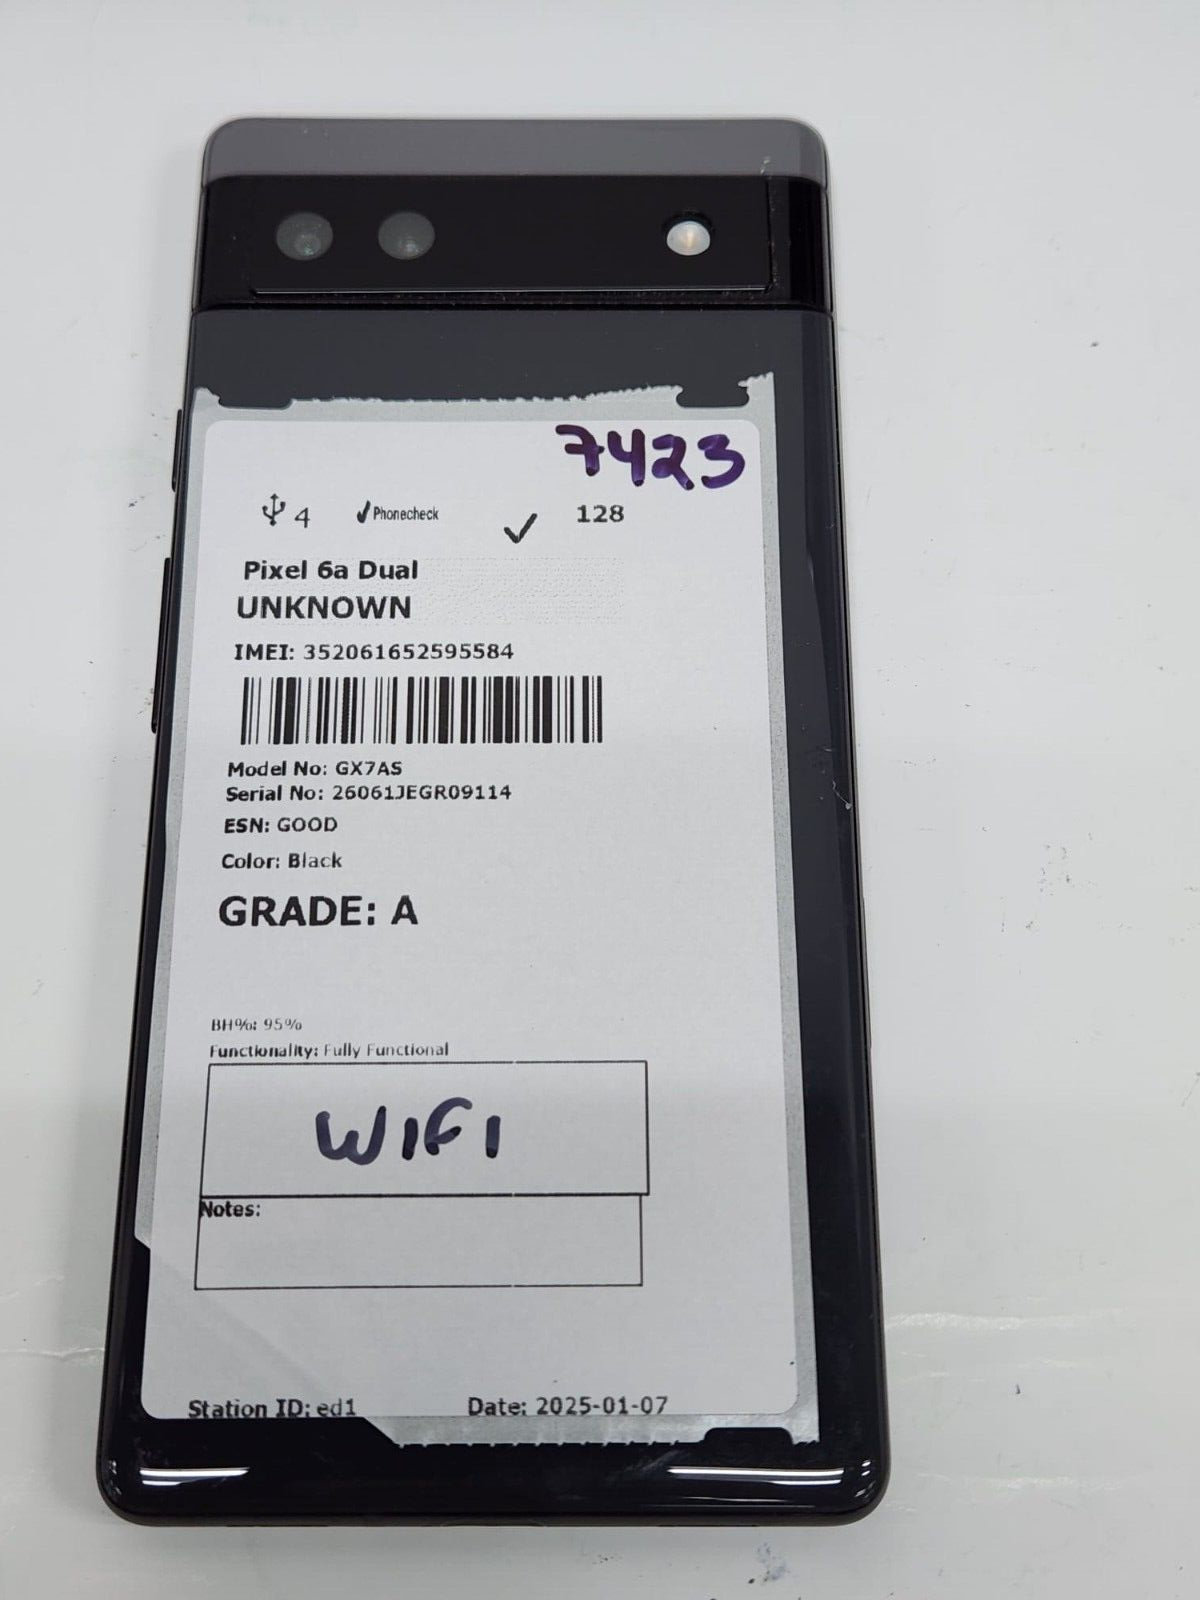 7423
4 Phonecheck 128
Pixel 6a Dual
UNKNOWN
IMEI: 352061652595584
Model No: GX7AS
Serial No: 26061JEGR09114
ESN: GOOD
Color: Black
GRADE: A
BH%: 95%
Functionality: Fully Functional
WIFI
Notes:
Station ID: ed1 Date: 2025-01-07